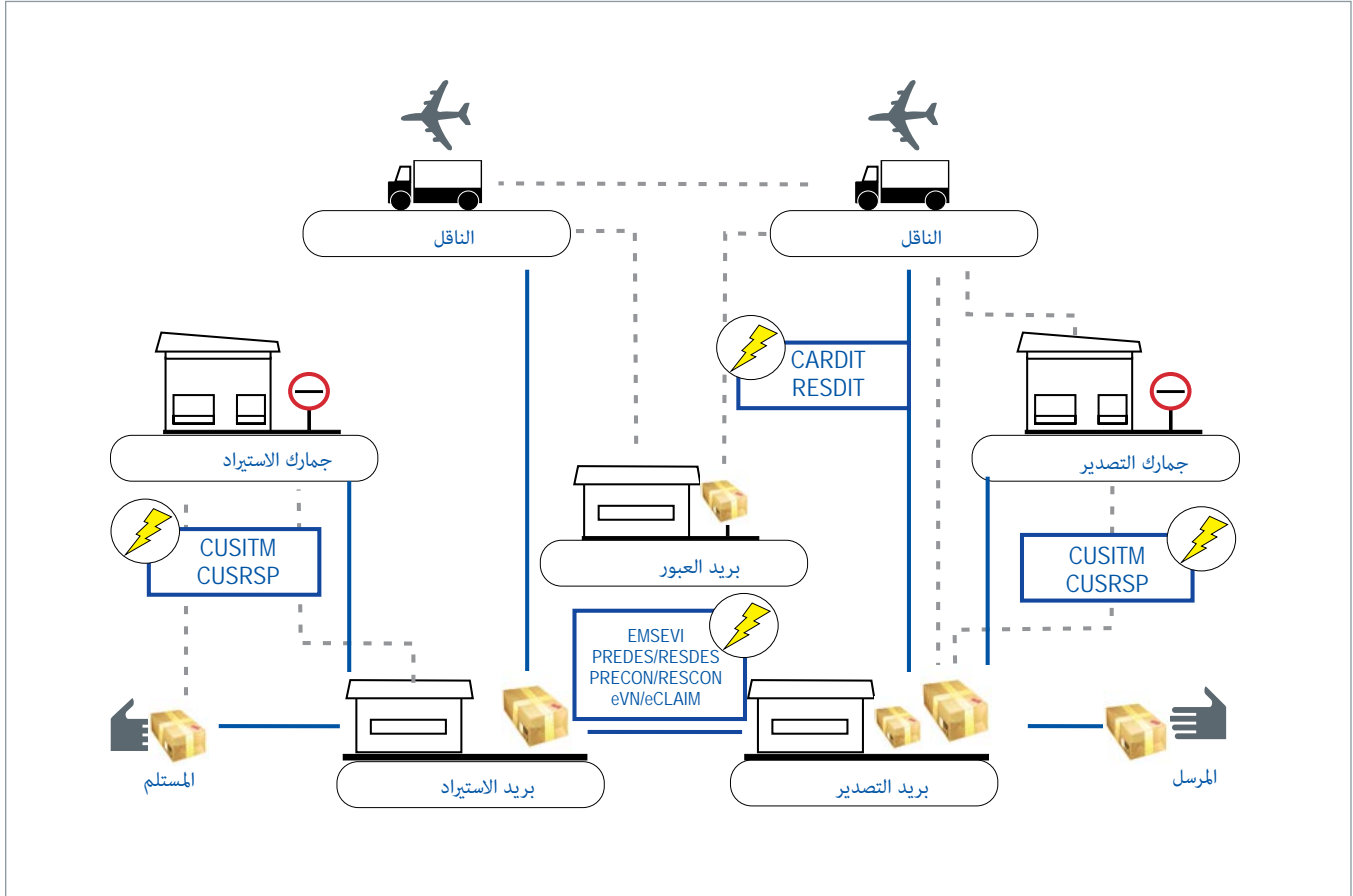 الناقل
الناقل
CARDIT
RESDIT
جمارك التصدير
جمارك الاستيراد
CUSITM
CUSRSP
CUSITM
CUSRSP
بريد العبور
EMSEVI
PREDES/RESDES
PRECON/RESCON
eVN/eCLAIM
المرسل
بريد التصدير
بريد الاستيراد
المستلم